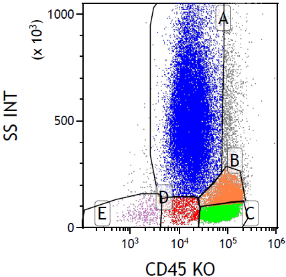 1000
A
(x 10³)
SS INT
500
B
D
E
C
0
10³ 10⁴ 10⁵ 10⁶
CD45 KO